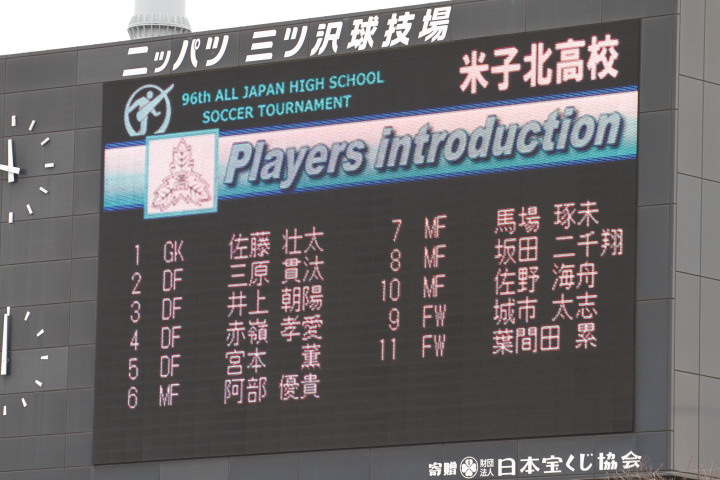 ニッパツ 三ツ沢球技場
96th ALL JAPAN HIGH SCHOOL
SOCCER TOURNAMENT
米子北高校
Players introduction
1 GK 佐藤 壮太
2 DF 三原 貫汰
3 DF 井上 朝陽
4 DF 赤嶺 孝愛
5 DF 宮本 薫
6 MF 阿部 優貴
7 MF 馬場 琢未
8 MF 坂田 二千翔
10 MF 佐野 海舟
9 FW 城市 太志
11 FW 葉間田 累
寄贈 財団法人 日本宝くじ協会